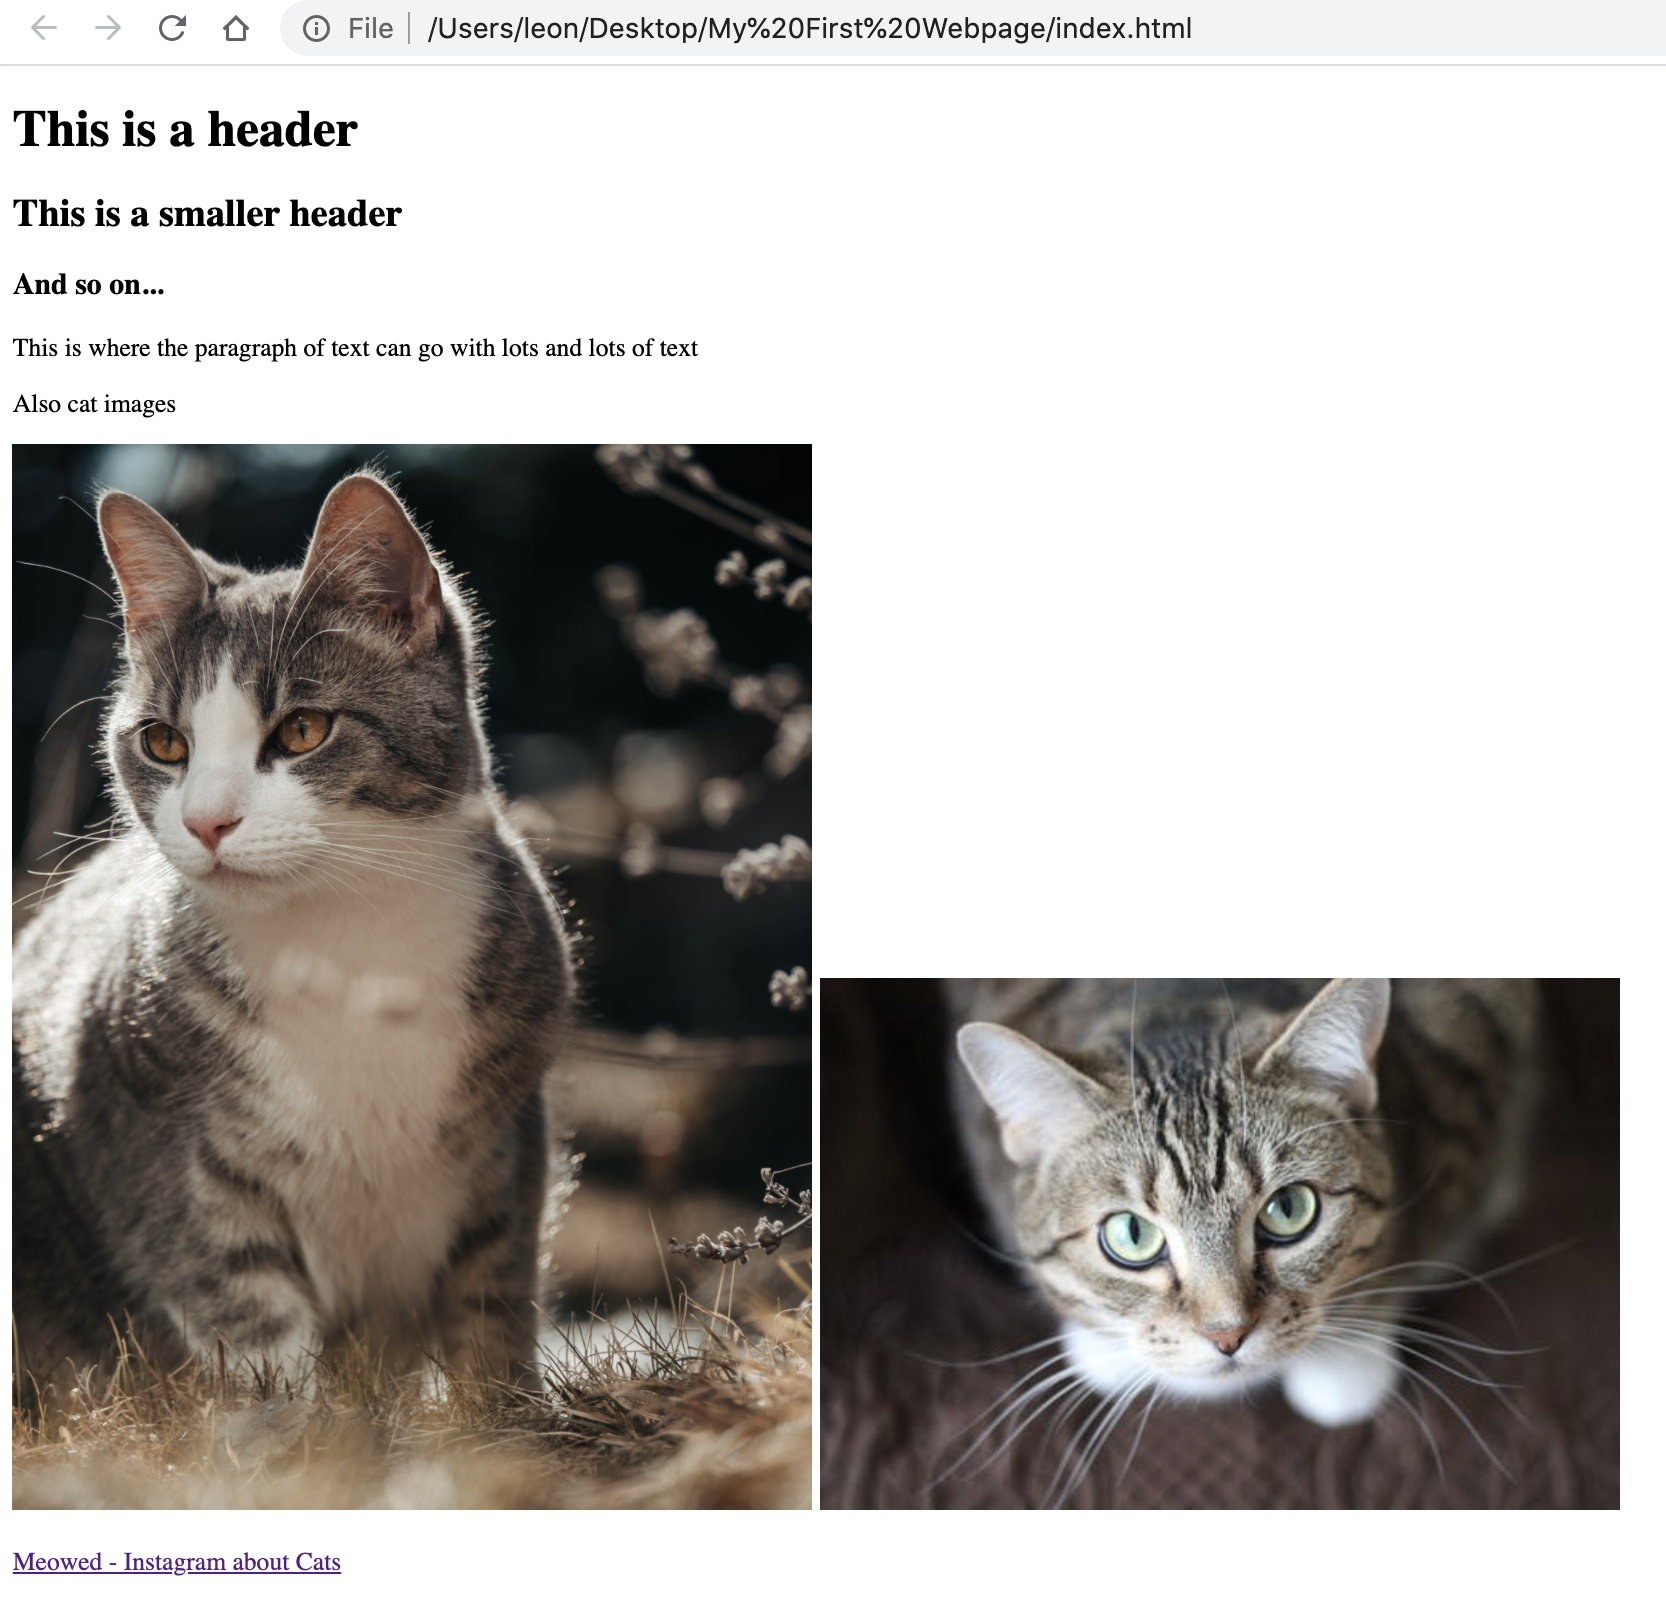 File
/Users/leon/Desktop/My%20First%20Webpage/index.html
This is a header
This is a smaller header
And so on...
This is where the paragraph of text can go with lots and lots of text
Also cat images
Meowed - Instagram about Cats